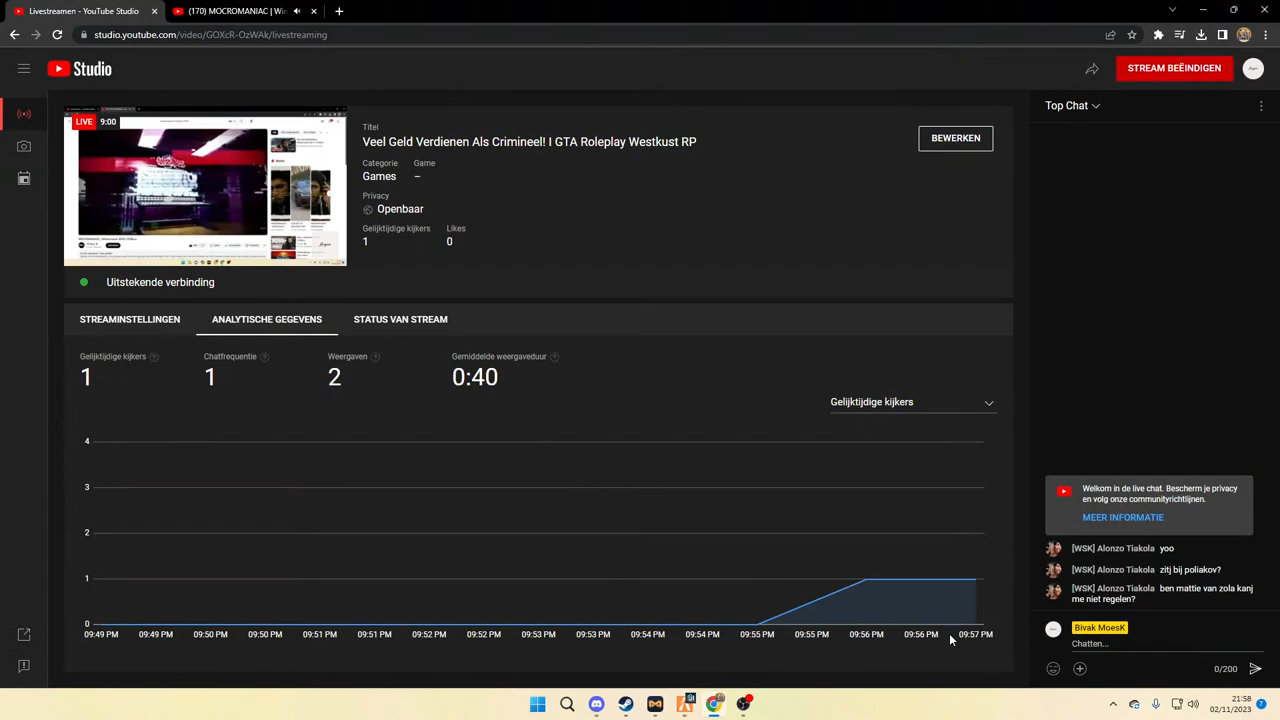 Livestreamen - YouTube Studio
(170) MOCROMANIAC | Win
studio.youtube.com/video/GOXcR-OzWAk/livestreaming
Studio
STREAM BEËINDIGEN
LIVE 9:00
Titel
Veel Geld Verdienen als Crimineel!! | Roleplay Westkust RP
BEWERKEN
Categorie Game
Games
Privacy
Openbaar
Gelijktijdige kijkers Likes
1 0
Uitstekende verbinding
STREAMINSTELLINGEN ANALYTISCHE GEGEVENS STATUS VAN STREAM
Gelijktijdige kijkers Chatfrequentie Weergaven Gemiddelde weergaveduur
1 1 2 0:40
Gelijktijdige kijkers
4
3
2
1
0
09:49 PM 09:49 PM 09:50 PM 09:50 PM 09:51 PM 09:51 PM 09:52 PM 09:52 PM 09:53 PM 09:53 PM 09:54 PM 09:54 PM 09:55 PM 09:55 PM 09:56 PM 09:56 PM 09:57 PM
Top Chat
Welkom in de live chat. Bescherm je privacy
en volg onze communityrichtlijnen.
MEER INFORMATIE
[WSK] Alonzo Tiakola yoo
[WSK] Alonzo Tiakola zitj bij poliakov?
[WSK] Alonzo Tiakola ben mattie van zola kanj
me niet regelen?
Bivak MoesK
Chatten...
0/200
21:58
02/11/2023